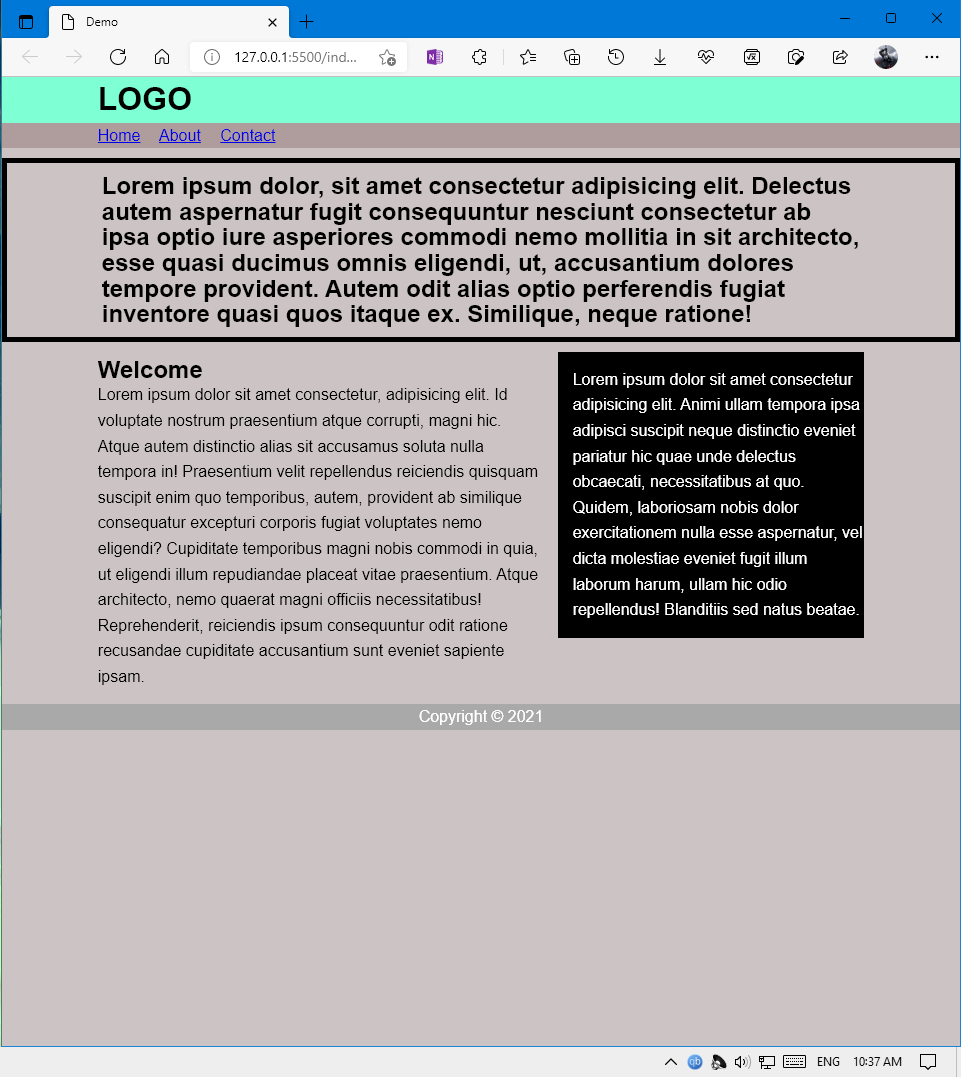 Demo
127.0.0.1:5500/ind...
LOGO
Home About Contact
Lorem ipsum dolor, sit amet consectetur adipisicing elit. Delectus
autem aspernatur fugit consequuntur nesciunt consectetur ab
ipsa optio iure asperiores commodi nemo mollitia in sit architecto,
esse quasi ducimus omnis eligendi, ut, accusantium dolores
tempore provident. Autem odit alias optio perferendis fugiat
inventore quasi quos itaque ex. Similique, neque ratione!
Welcome
Lorem ipsum dolor sit amet consectetur, adipisicing elit. Id
voluptate nostrum praesentium atque corrupti, magni hic.
Atque autem distinctio alias sit accusamus soluta nulla
tempora in! Praesentium velit repellendus reiciendis quisquam
suscipit enim quo temporibus, autem, provident ab similique
consequatur excepturi corporis fugiat voluptates nemo
eligendi? Cupiditate temporibus magni nobis commodi in quia,
ut eligendi illum repudiandae placeat vitae praesentium. Atque
architecto, nemo quaerat magni officiis necessitatibus!
Reprehenderit, reiciendis ipsum consequuntur odit ratione
recusandae cupiditate accusantium sunt eveniet sapiente
ipsam.
Lorem ipsum dolor sit amet consectetur
adipisicing elit. Animi ullam tempora ipsa
adipisci suscipit neque distinctio eveniet
pariatur hic quae unde delectus
obcaecati, necessitatibus at quo.
Quidem, laboriosam nobis dolor
exercitationem nulla esse aspernatur, vel
dicta molestiae eveniet fugit illum
laborum harum, ullam hic odio
repellendus! Blanditiis sed natus beatae.
Copyright © 2021
qb
ENG
10:37 AM